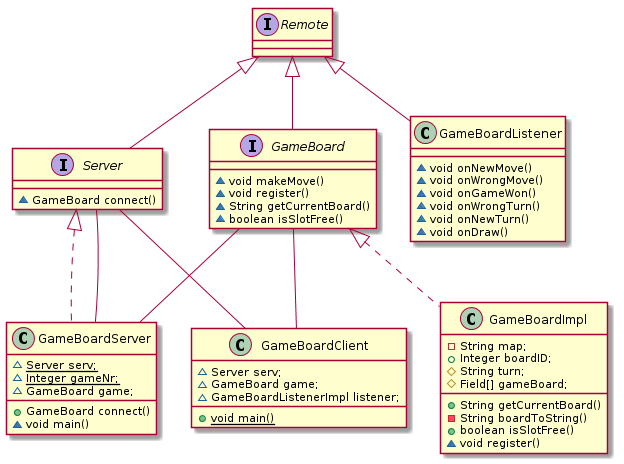 I Remote
I Server
GameBoard connect()
I GameBoard
void makeMove()
void register()
String getCurrentBoard()
boolean isSlotFree()
C GameBoardListener
void onNewMove()
void onWrongMove()
void onGameWon()
void onWrongTurn()
void onNewTurn()
void onDraw()
C GameBoardServer
Server serv;
Integer gameNr;
GameBoard game;
GameBoard connect()
void main()
C GameBoardClient
Server serv;
GameBoard game;
GameBoardListenerImpl listener;
void main()
C GameBoardImpl
String map;
Integer boardID;
String turn;
Field[] gameBoard;
String getCurrentBoard()
String boardToString()
boolean isSlotFree()
void register()